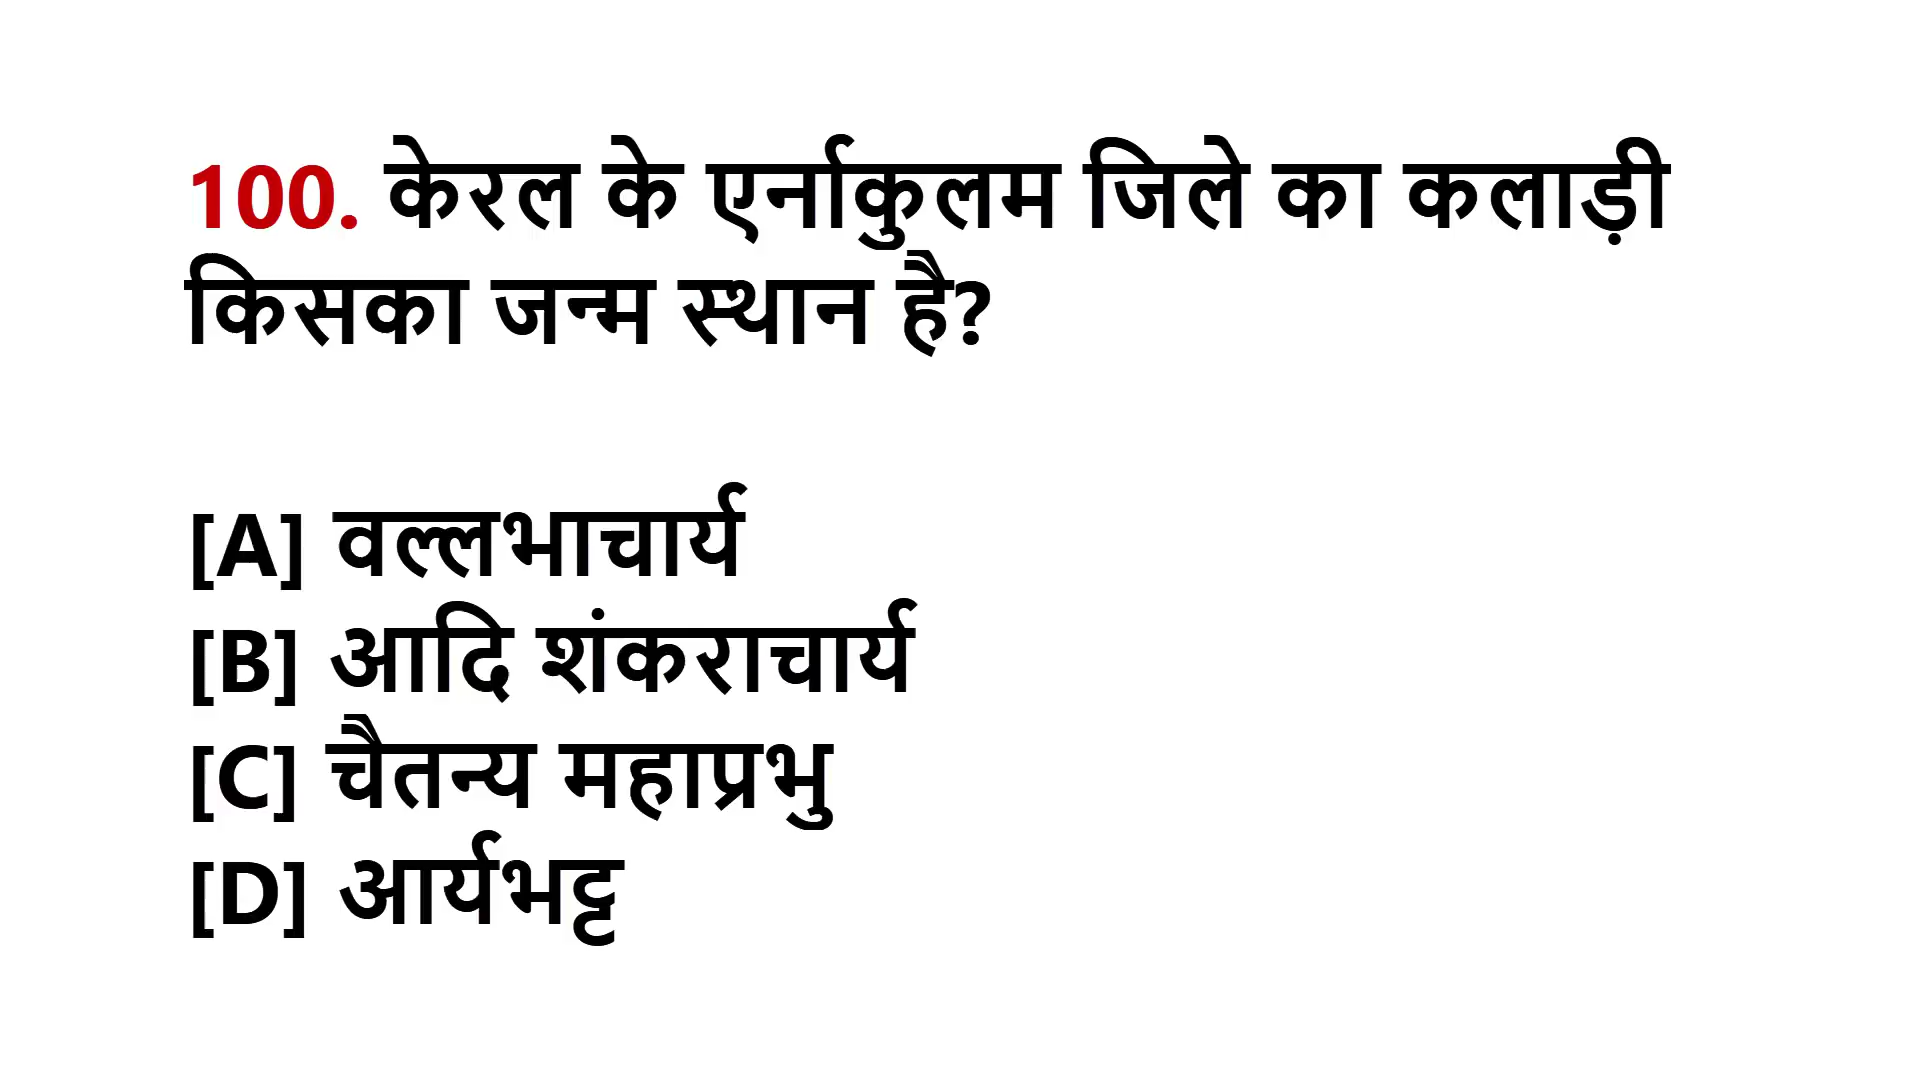 100. केरल के एर्नाकुलम जिले का कलाड़ी
किसका जन्म स्थान है?
[A] वल्लभाचार्य
[B] आदि शंकराचार्य
[C] चैतन्य महाप्रभु
[D] आर्यभट्ट